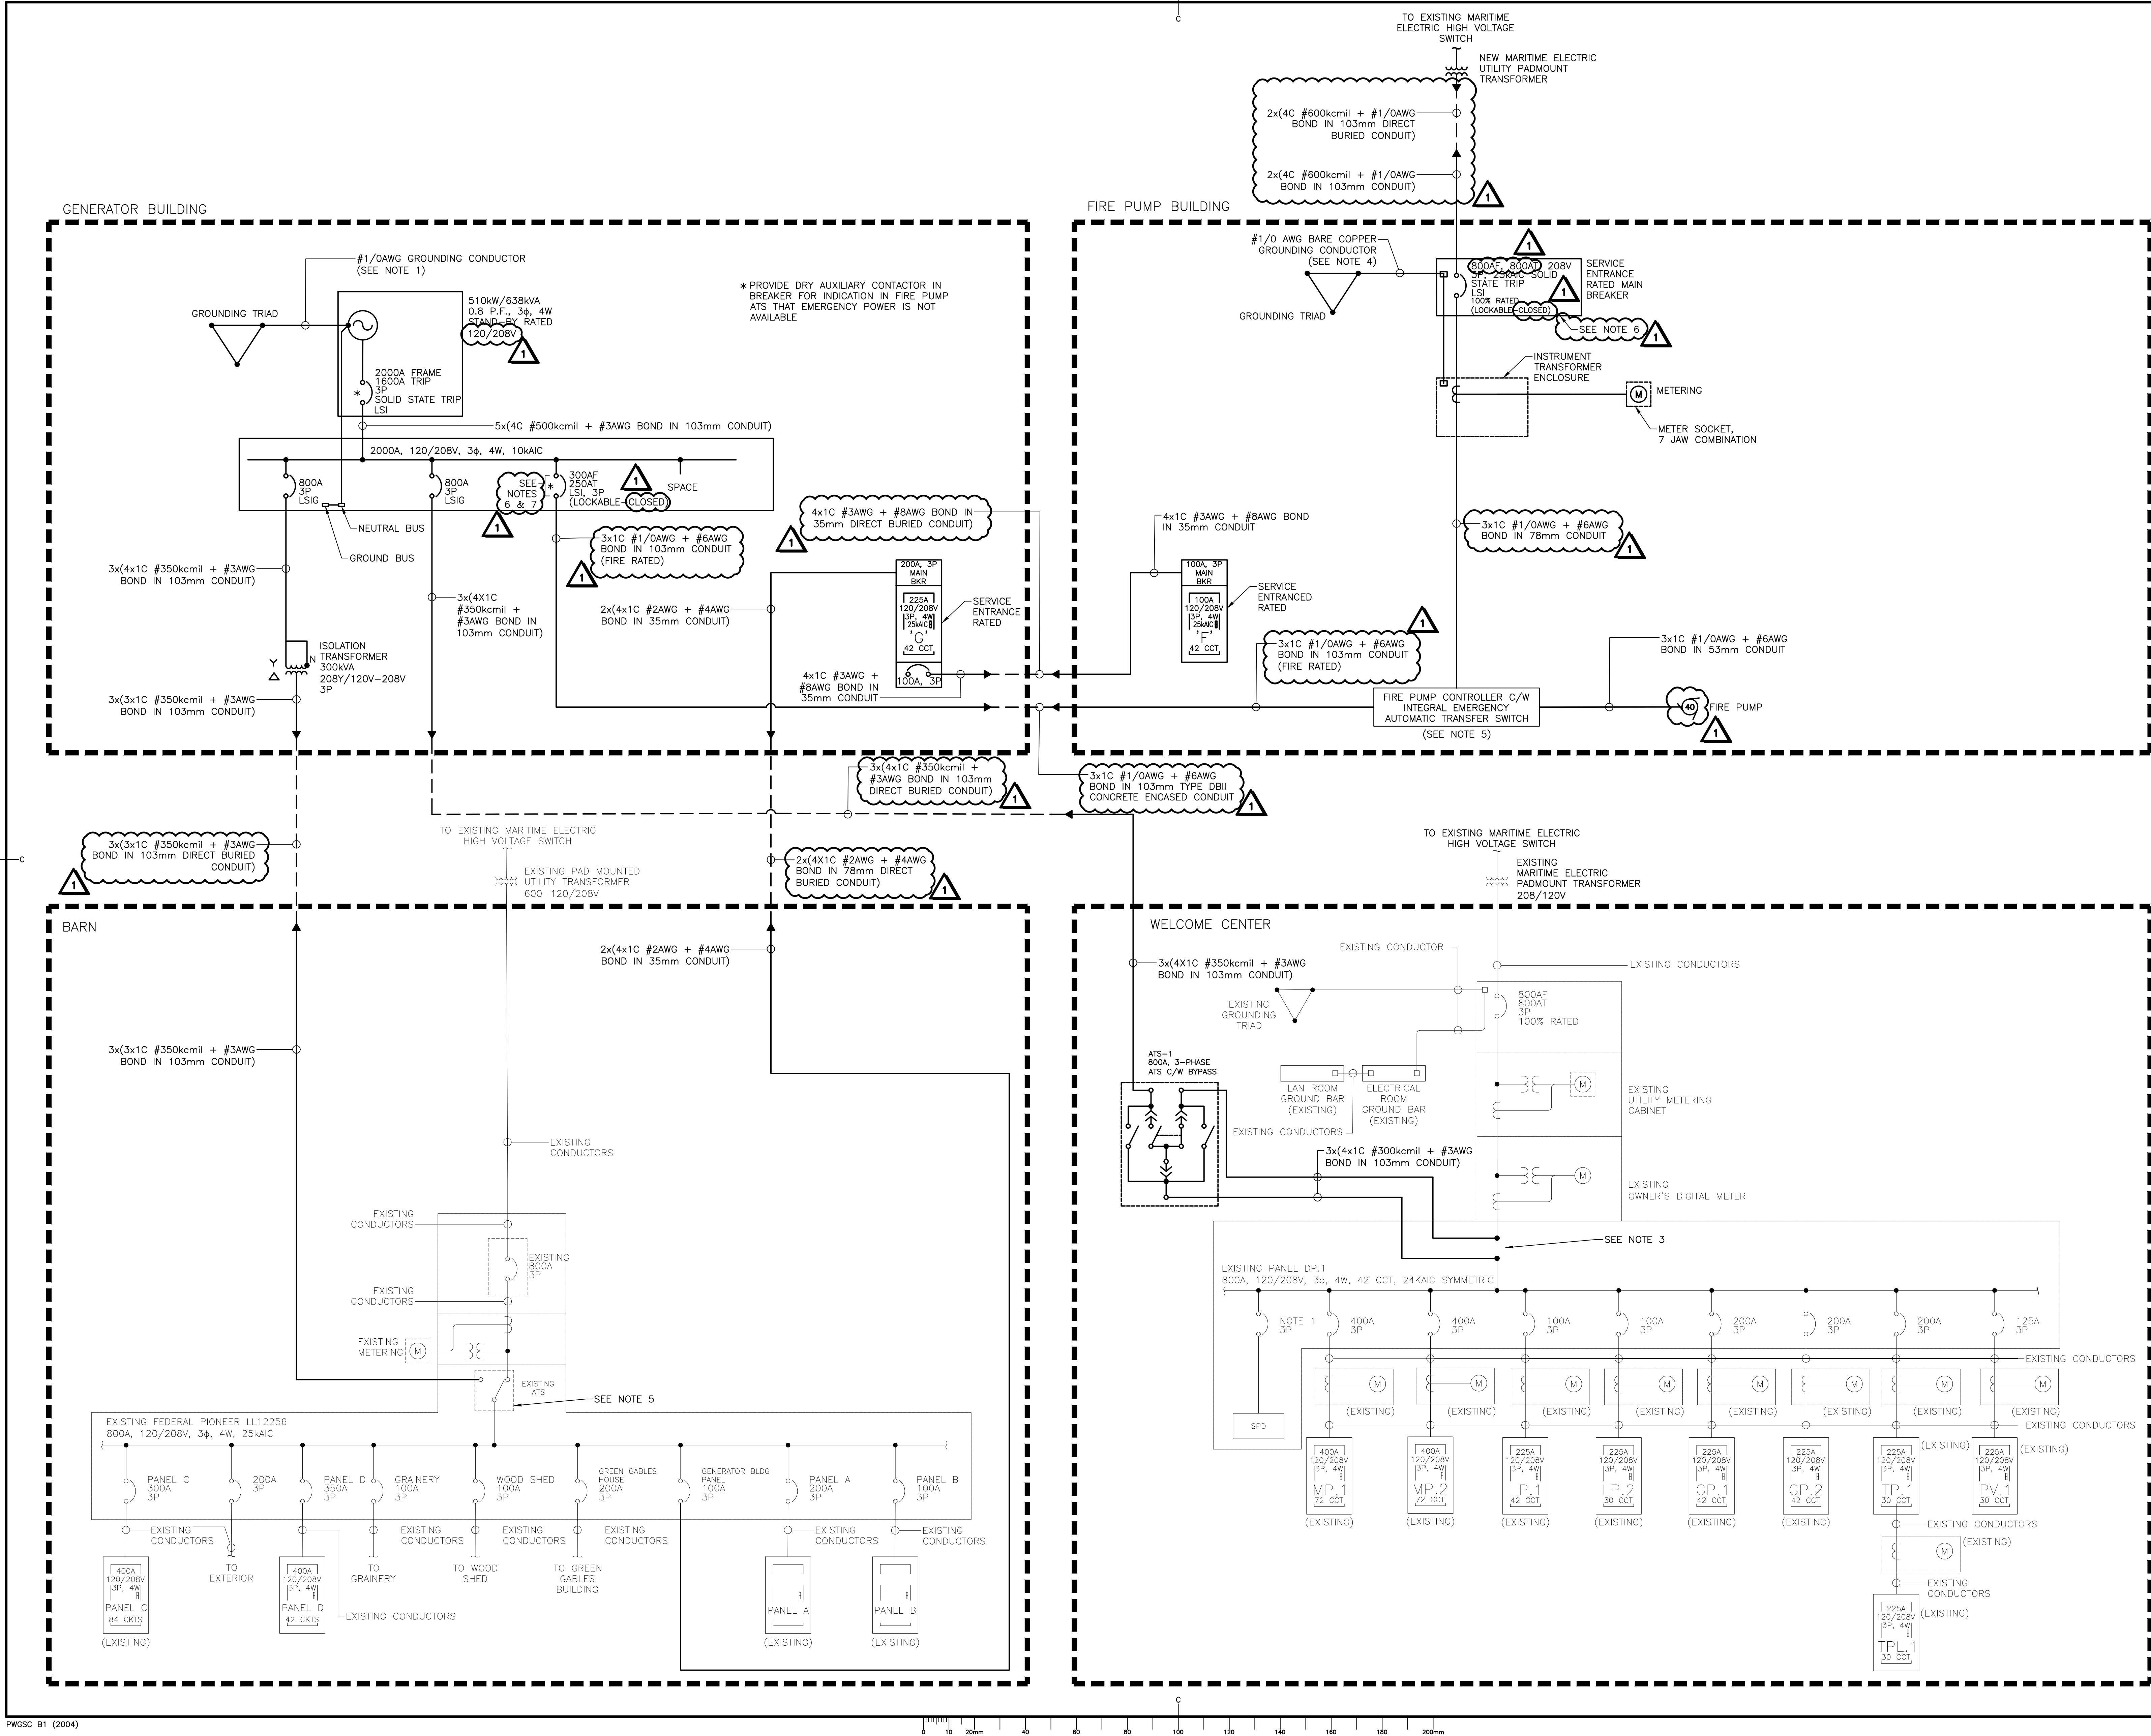 C
TO EXISTING MARITIME
ELECTRIC HIGH VOLTAGE
SWITCH
NEW MARITIME ELECTRIC
UTILITY PADMOUNT
TRANSFORMER
2x(4C #600kcmil + #1/0AWG
BOND IN 103mm DIRECT
BURIED CONDUIT)
2x(4C #600kcmil + #1/0AWG
BOND IN 103mm CONDUIT)
1
GENERATOR BUILDING
#1/0AWG GROUNDING CONDUCTOR
(SEE NOTE 1)
GROUNDING TRIAD
510kW/638kVA
0.8 P.F., 3ϕ, 4W
STAND-BY RATED
120/208V
1
* PROVIDE DRY AUXILIARY CONTACTOR IN
BREAKER FOR INDICATION IN FIRE PUMP
ATS THAT EMERGENCY POWER IS NOT
AVAILABLE
2000A FRAME
1600A TRIP
3P
SOLID STATE TRIP
LSI
*
5x(4C #500kcmil + #3AWG BOND IN 103mm CONDUIT)
2000A, 120/208V, 3ϕ, 4W, 10kAIC
800A
3P
LSIG
800A
3P
LSIG
SEE
NOTES
6 & 7
*
300AF
250AT
LSI, 3P
(LOCKABLE-CLOSED)
1
1
SPACE
NEUTRAL BUS
GROUND BUS
3x(4x1C #350kcmil + #3AWG
BOND IN 103mm CONDUIT)
3x(4X1C
#350kcmil +
#3AWG BOND IN
103mm CONDUIT)
3x1C #1/0AWG + #6AWG
BOND IN 103mm CONDUIT
(FIRE RATED)
1
4x1C #3AWG + #8AWG BOND IN
35mm DIRECT BURIED CONDUIT)
1
2x(4x1C #2AWG + #4AWG
BOND IN 35mm CONDUIT)
200A, 3P
MAIN
BKR
225A
120/208V
3P, 4W
25kAIC
'G'
42 CCT
100A, 3P
SERVICE
ENTRANCE
RATED
ISOLATION
TRANSFORMER
300kVA
208Y/120V-208V
3P
N
Y
Δ
3x(3x1C #350kcmil + #3AWG
BOND IN 103mm CONDUIT)
4x1C #3AWG +
#8AWG BOND IN
35mm CONDUIT
FIRE PUMP BUILDING
#1/0 AWG BARE COPPER
GROUNDING CONDUCTOR
(SEE NOTE 4)
GROUNDING TRIAD
1
800AF, 800AT, 208V
3P, 25kAIC SOLID
STATE TRIP
LSI
100% RATED
(LOCKABLE-CLOSED)
1
SERVICE
ENTRANCE
RATED MAIN
BREAKER
SEE NOTE 6
1
INSTRUMENT
TRANSFORMER
ENCLOSURE
M
METERING
METER SOCKET,
7 JAW COMBINATION
4x1C #3AWG + #8AWG BOND
IN 35mm CONDUIT
3x1C #1/0AWG + #6AWG
BOND IN 78mm CONDUIT
1
100A, 3P
MAIN
BKR
100A
120/208V
3P, 4W
25kAIC
'F'
42 CCT
SERVICE
ENTRANCED
RATED
3x1C #1/0AWG + #6AWG
BOND IN 103mm CONDUIT
(FIRE RATED)
1
3x1C #1/0AWG + #6AWG
BOND IN 53mm CONDUIT
FIRE PUMP CONTROLLER C/W
INTEGRAL EMERGENCY
AUTOMATIC TRANSFER SWITCH
(SEE NOTE 5)
40
FIRE PUMP
1
3x(4x1C #350kcmil +
#3AWG BOND IN 103mm
DIRECT BURIED CONDUIT)
1
3x1C #1/0AWG + #6AWG
BOND IN 103mm TYPE DBII
CONCRETE ENCASED CONDUIT
1
C
3x(3x1C #350kcmil + #3AWG
BOND IN 103mm DIRECT BURIED
CONDUIT)
1
TO EXISTING MARITIME ELECTRIC
HIGH VOLTAGE SWITCH
EXISTING PAD MOUNTED
UTILITY TRANSFORMER
600-120/208V
2x(4X1C #2AWG + #4AWG
BOND IN 78mm DIRECT
BURIED CONDUIT)
1
TO EXISTING MARITIME ELECTRIC
HIGH VOLTAGE SWITCH
EXISTING
MARITIME ELECTRIC
PADMOUNT TRANSFORMER
208/120V
BARN
2x(4x1C #2AWG + #4AWG
BOND IN 35mm CONDUIT)
3x(3x1C #350kcmil + #3AWG
BOND IN 103mm CONDUIT)
EXISTING
CONDUCTORS
EXISTING
CONDUCTORS
EXISTING
800A
3P
EXISTING
CONDUCTORS
EXISTING
METERING
M
EXISTING
ATS
SEE NOTE 5
EXISTING FEDERAL PIONEER LL12256
800A, 120/208V, 3ϕ, 4W, 25kAIC
PANEL C
300A
3P
200A
3P
PANEL D
350A
3P
GRAINERY
100A
3P
WOOD SHED
100A
3P
GREEN GABLES
HOUSE
200A
3P
GENERATOR BLDG
PANEL
100A
3P
PANEL A
200A
3P
PANEL B
100A
3P
EXISTING
CONDUCTORS
EXISTING
CONDUCTORS
EXISTING
CONDUCTORS
EXISTING
CONDUCTORS
EXISTING
CONDUCTORS
EXISTING
CONDUCTORS
TO
EXTERIOR
TO
GRAINERY
TO WOOD
SHED
TO GREEN
GABLES
BUILDING
400A
120/208V
3P, 4W
PANEL C
84 CKTS
(EXISTING)
400A
120/208V
3P, 4W
PANEL D
42 CKTS
(EXISTING)
EXISTING CONDUCTORS
PANEL A
(EXISTING)
PANEL B
(EXISTING)
WELCOME CENTER
EXISTING CONDUCTOR
3x(4X1C #350kcmil + #3AWG
BOND IN 103mm CONDUIT)
EXISTING CONDUCTORS
EXISTING
GROUNDING
TRIAD
800AF
800AT
3P
100% RATED
ATS-1
800A, 3-PHASE
ATS C/W BYPASS
LAN ROOM
GROUND BAR
(EXISTING)
ELECTRICAL
ROOM
GROUND BAR
(EXISTING)
EXISTING CONDUCTORS
M
EXISTING
UTILITY METERING
CABINET
3x(4x1C #300kcmil + #3AWG
BOND IN 103mm CONDUIT)
M
EXISTING
OWNER'S DIGITAL METER
SEE NOTE 3
EXISTING PANEL DP.1
800A, 120/208V, 3ϕ, 4W, 42 CCT, 24KAIC SYMMETRIC
NOTE 1
3P
400A
3P
400A
3P
100A
3P
100A
3P
200A
3P
200A
3P
200A
3P
125A
3P
EXISTING CONDUCTORS
M
M
M
M
M
M
M
M
(EXISTING)
(EXISTING)
(EXISTING)
(EXISTING)
(EXISTING)
(EXISTING)
(EXISTING)
(EXISTING)
EXISTING CONDUCTORS
SPD
400A
120/208V
3P, 4W
MP.1
72 CCT
(EXISTING)
400A
120/208V
3P, 4W
MP.2
72 CCT
(EXISTING)
225A
120/208V
3P, 4W
LP.1
42 CCT
(EXISTING)
225A
120/208V
3P, 4W
LP.2
30 CCT
(EXISTING)
225A
120/208V
3P, 4W
GP.1
42 CCT
(EXISTING)
225A
120/208V
3P, 4W
GP.2
42 CCT
(EXISTING)
225A
120/208V
3P, 4W
TP.1
30 CCT
(EXISTING)
225A
120/208V
3P, 4W
PV.1
30 CCT
(EXISTING)
EXISTING CONDUCTORS
M
(EXISTING)
EXISTING
CONDUCTORS
225A
120/208V
3P, 4W
TPL.1
30 CCT
(EXISTING)
C
PWGSC B1 (2004)
0 10 20mm 40 60 80 100 120 140 160 180 200mm